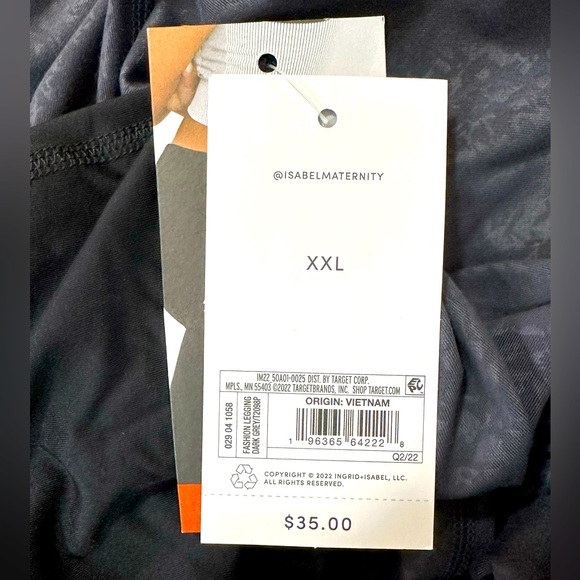 @ISABELMATERNITY
XXL
IM22 50A01-0025 DIST. BY TARGET CORP.
MPLS., MN 55403 ©2022 TARGETBRANDS, INC. SHOP TARGET.COM
029 04 1058
FASHION LEGGING
DARK GREY/T2098P
ORIGIN: VIETNAM
1 96365 64222 8
Q2/22
COPYRIGHT © 2022 INGRID+ISABEL, LLC.
ALL RIGHTS RESERVED.
$35.00